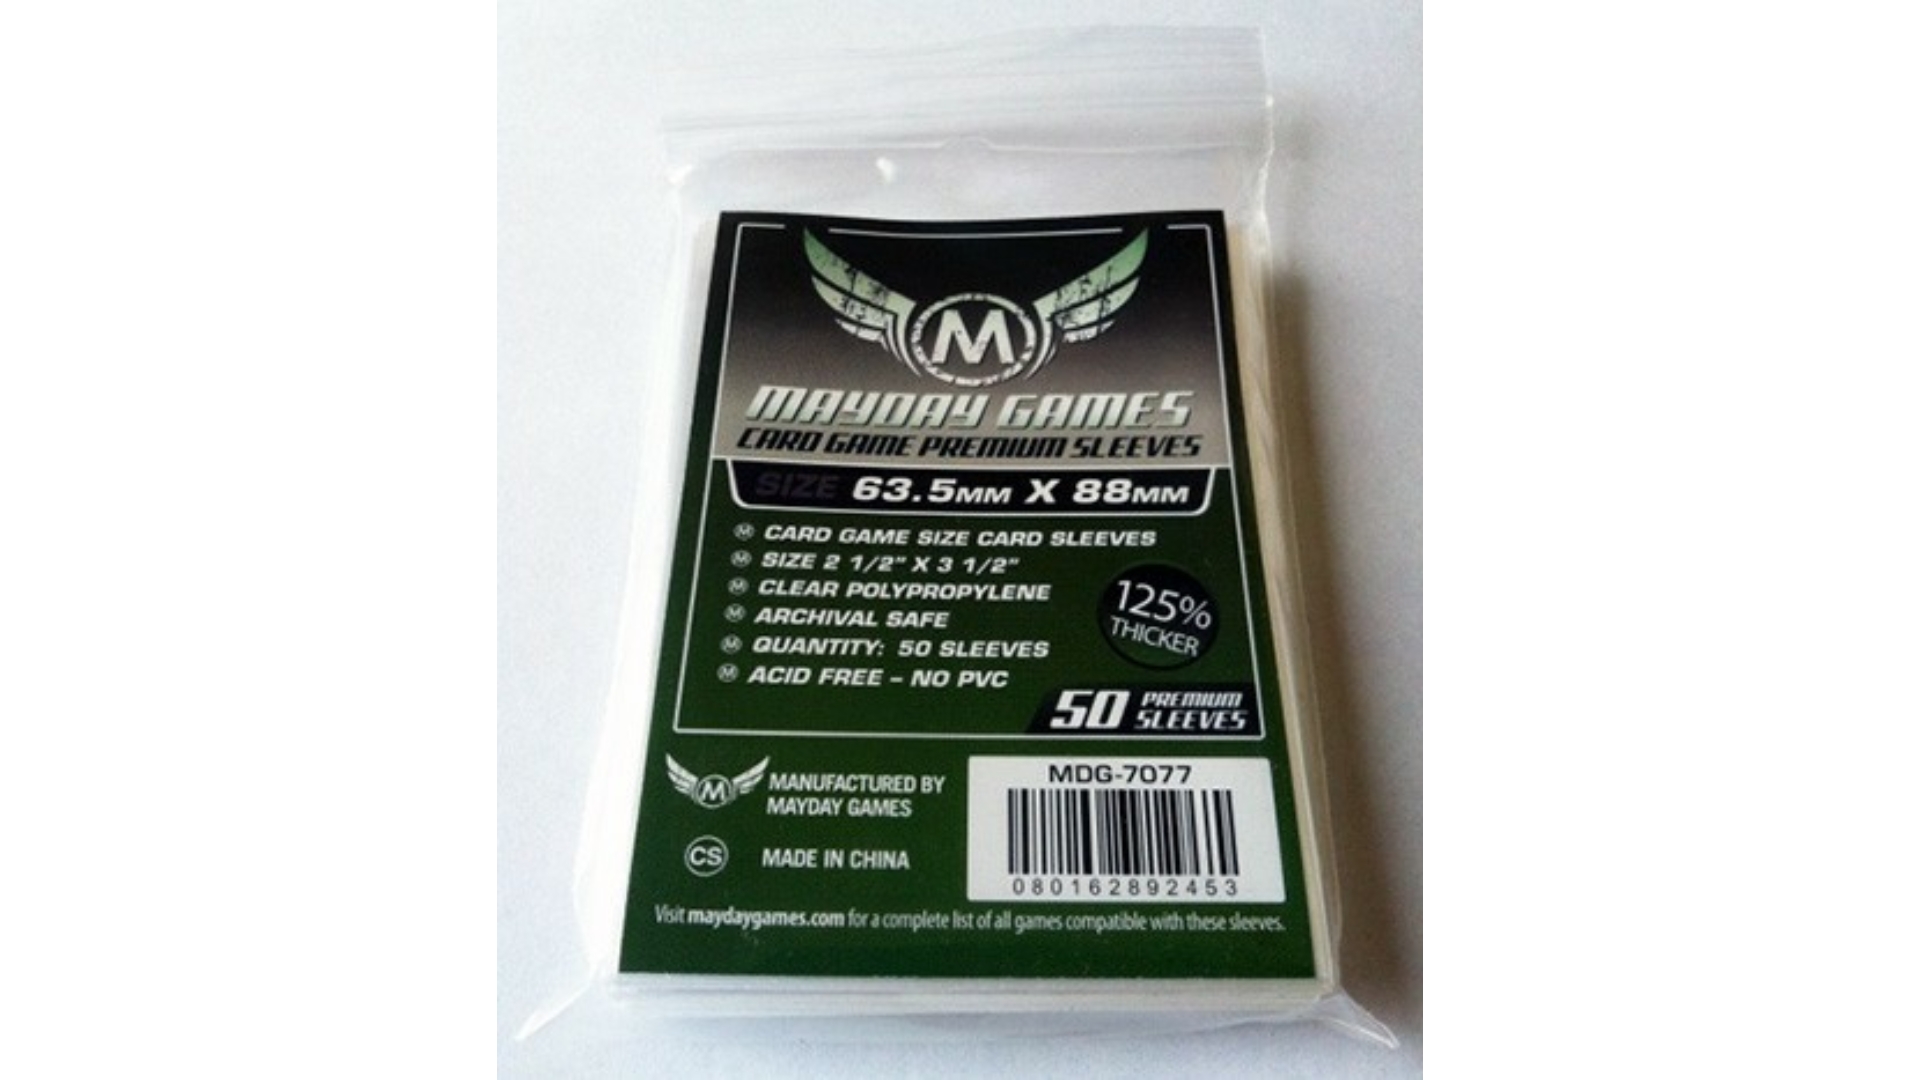 M
MAYDAY GAMES
CARD GAME PREMIUM SLEEVES
SIZE 63.5MM X 88MM
CARD GAME SIZE CARD SLEEVES
SIZE 2 1/2" X 3 1/2"
CLEAR POLYPROPYLENE
ARCHIVAL SAFE
QUANTITY: 50 SLEEVES
ACID FREE – NO PVC
125%
THICKER
50 PREMIUM
SLEEVES
M
MANUFACTURED BY
MAYDAY GAMES
CS
MADE IN CHINA
MDG-7077
080162892453
Visit maydaygames.com for a complete list of all games compatible with these sleeves.